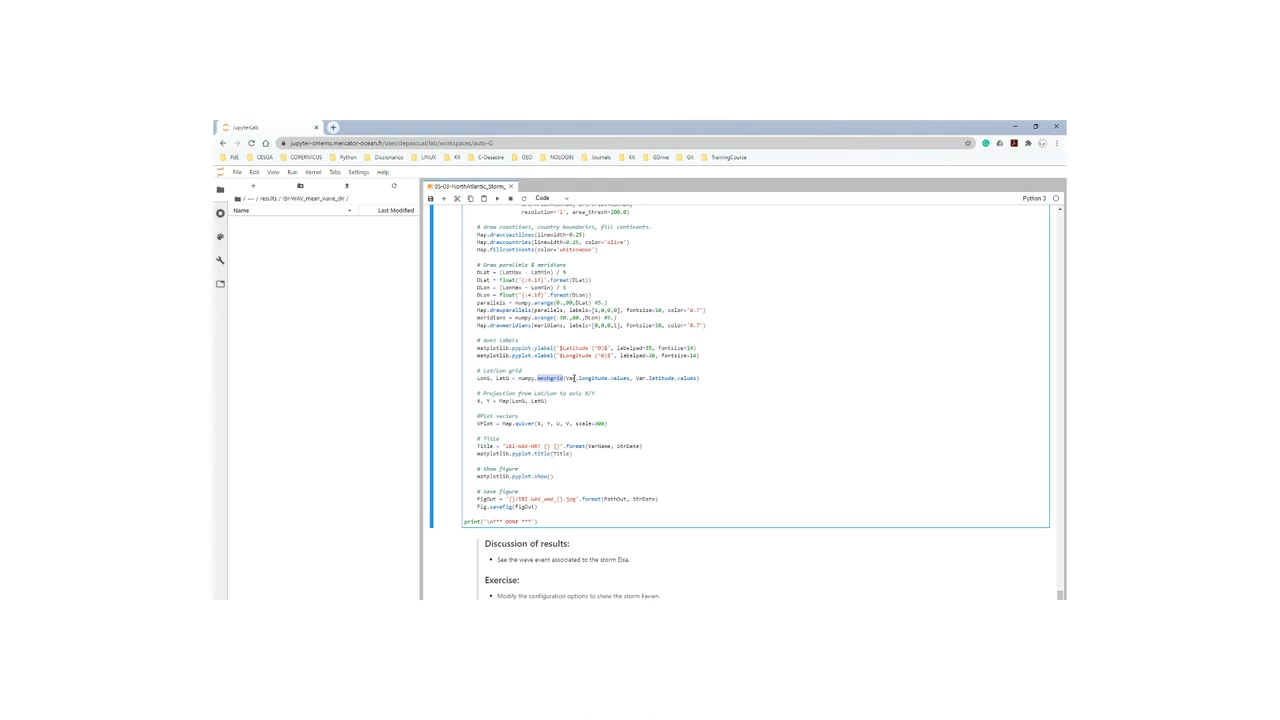 JupyterLab
jupyter-cmems.mercator-ocean.fr/user/depascual/lab/workspaces/auto-G
PdE CESGA COPERNICUS Python Diccionarios LINUX KK C-Desastre GEO NOLOGIN Journals KK GDrive Git TrainingCourse
File Edit View Run Kernel Tabs Settings Help
05-03-NorthAtlantic_Storm_
/ ··· / results / IBI-WAV_mean_wave_dir /
Code
Python 3
Name Last Modified
resolution='l', area_thresh=100.0)
# draw coastlines, country boundaries, fill continents.
Map.drawcoastlines(linewidth=0.25)
Map.drawcountries(linewidth=0.25, color='olive')
Map.fillcontinents(color='whitesmoke')
# Draw parallels & meridians
DLat = (LatMax - LatMin) / 5
DLat = float('{:4.1f}'.format(DLat))
DLon = (LonMax - LonMin) / 5
DLon = float('{:4.1f}'.format(DLon))
parallels = numpy.arange(0.,90,DLat) #5.)
Map.drawparallels(parallels, labels=[1,0,0,0], fontsize=10, color='0.7')
meridians = numpy.arange(-30.,60.,DLon) #5.)
Map.drawmeridians(meridians, labels=[0,0,0,1], fontsize=10, color='0.7')
# Axes labels
matplotlib.pyplot.ylabel('$Latitude (^0)$', labelpad=35, fontsize=14)
matplotlib.pyplot.xlabel('$Longitude (^0)$', labelpad=20, fontsize=14)
# Lat/Lon grid
LonG, LatG = numpy.meshgrid(Var.longitude.values, Var.latitude.values)
# Projection from Lat/Lon to axis X/Y
X, Y = Map(LonG, LatG)
#Plot vectors
VPlot = Map.quiver(X, Y, U, V, scale=300)
# Title
Title = 'IBI-WAV-NRT {} {}'.format(VarName, StrDate)
matplotlib.pyplot.title(Title)
# Show figure
matplotlib.pyplot.show()
# Save figure
FigOut = '{}/IBI-WAV_wmd_{}.jpg'.format(PathOut, StrDate)
Fig.savefig(FigOut)
print('\n*** DONE ***')
Discussion of results:
• See the wave event associated to the storm Elsa.
Exercise:
• Modify the configuration options to show the storm Favien.